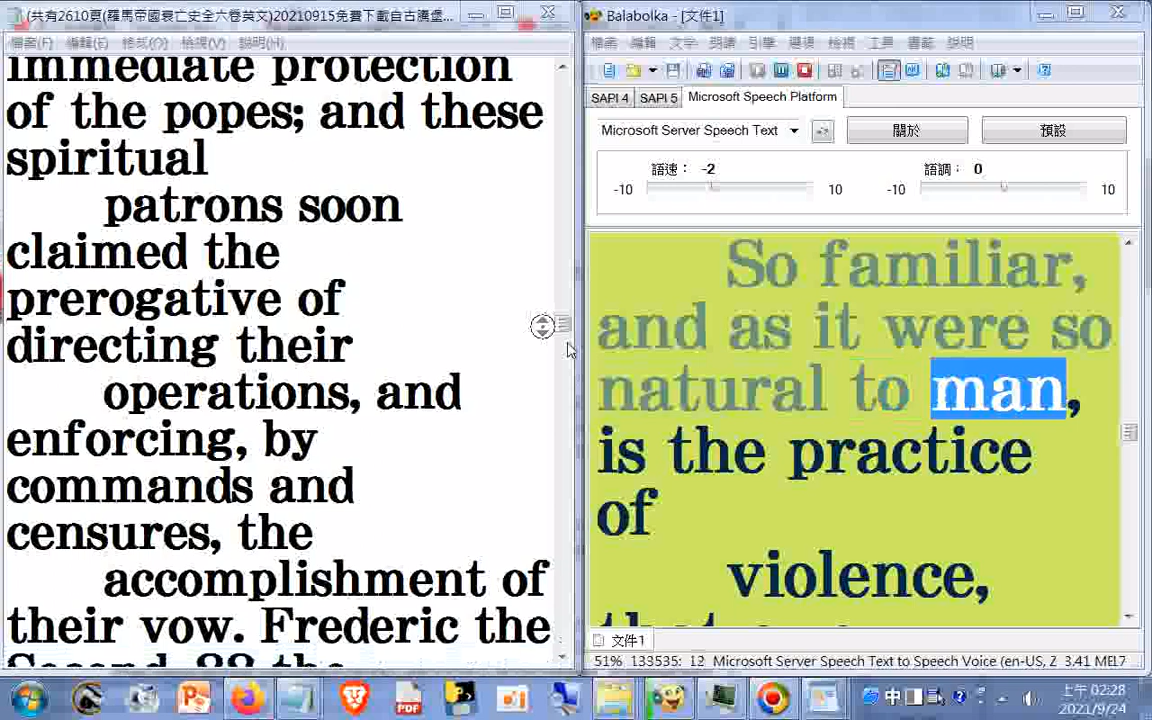 (共有2610頁(羅馬帝國衰亡史全六卷英文)20210915免費下載自古騰堡...
檔案(F) 編輯(E) 格式(O) 檢視(V) 說明(H)
immediate protection
of the popes; and these
spiritual
patrons soon
claimed the
prerogative of
directing their
operations, and
enforcing, by
commands and
censures, the
accomplishment of
their vow. Frederic the
Second, 88 the
Balabolka - [文件1]
檔案 編輯 文字 朗讀 引擎 選項 檢視 工具 書籤 說明
SAPI 4 SAPI 5 Microsoft Speech Platform
Microsoft Server Speech Text 關於 預設
語速： -2 語調： 0
-10 10 -10 10
So familiar,
and as it were so
natural to man,
is the practice
of
violence,
文件1
51% 133535: 12 Microsoft Server Speech Text to Speech Voice (en-US, Z 3.41 MB
PDF
中
上午 02:28
2021/9/24